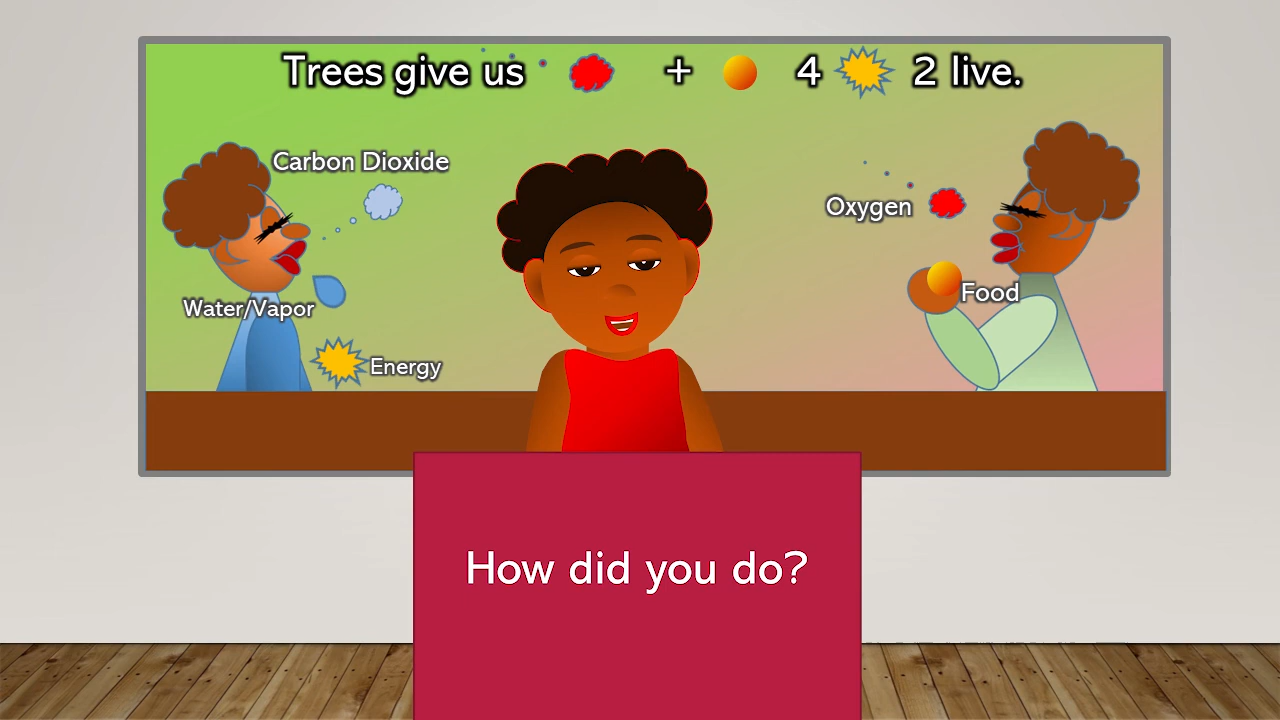 Trees give us + 4 2 live.
Carbon Dioxide
Oxygen
Water/Vapor
Food
Energy
How did you do?